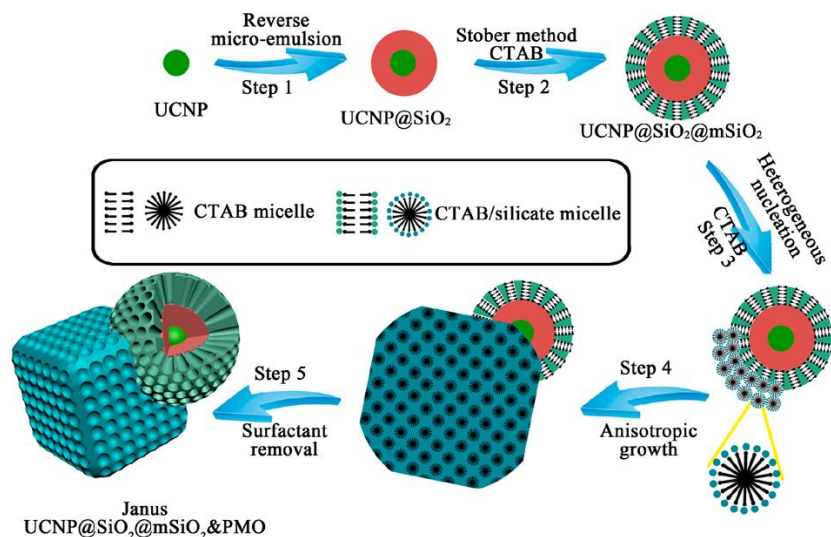 Reverse
micro-emulsion
Step 1
UCNP
UCNP@SiO₂
Stober method
CTAB
Step 2
UCNP@SiO₂@mSiO₂
Heterogeneous
nucleation
CTAB
Step 3
CTAB micelle
CTAB/silicate micelle
Step 4
Anisotropic
growth
Step 5
Surfactant
removal
Janus
UCNP@SiO₂@mSiO₂&PMO